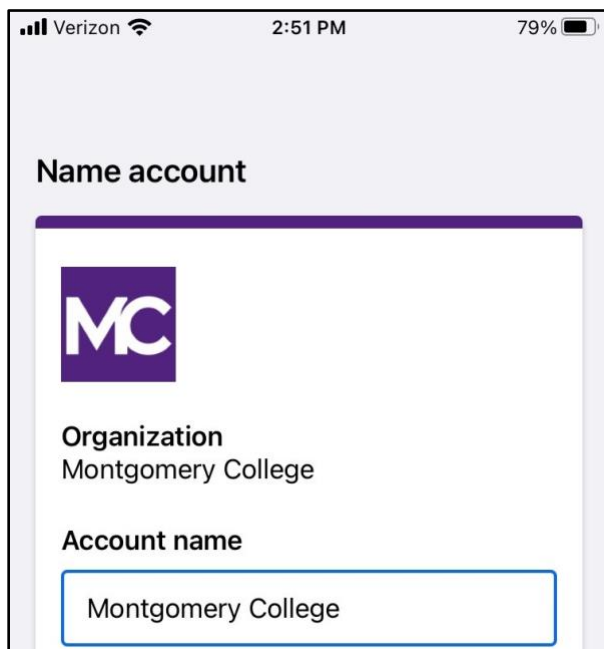 Verizon 2:51 PM 79%
Name account
MC
Organization
Montgomery College
Account name
Montgomery College